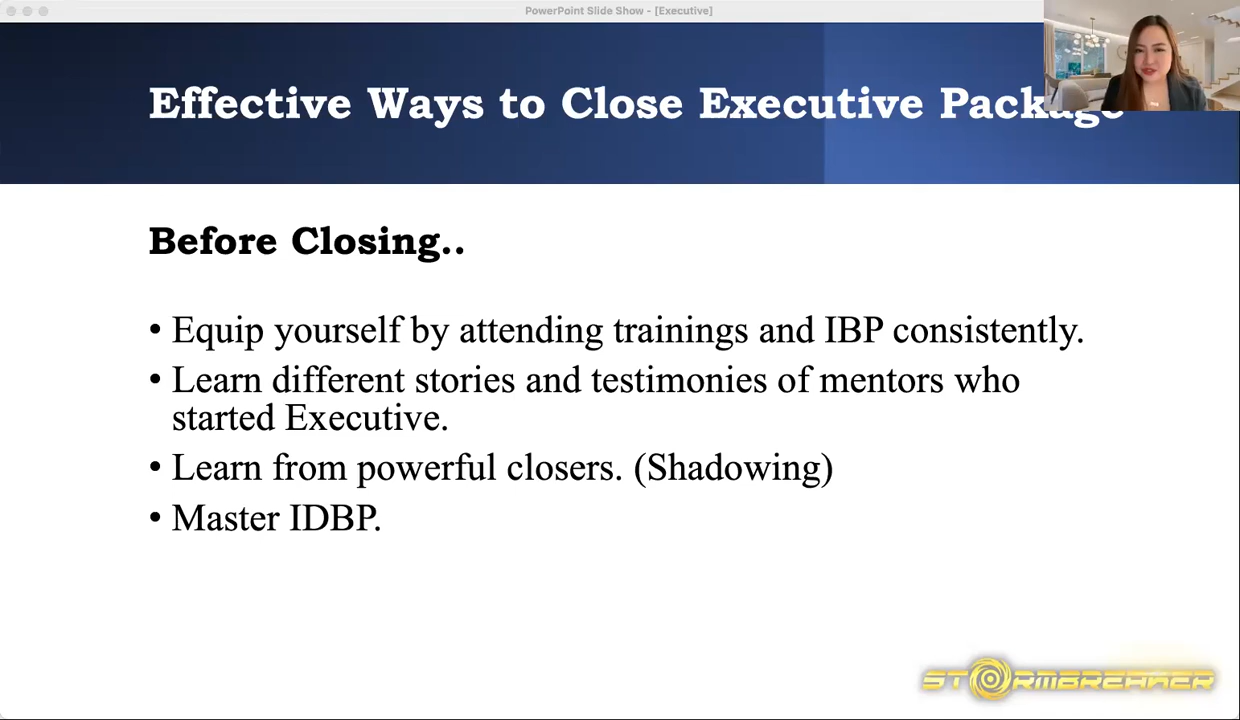 PowerPoint Slide Show - [Executive]
Effective Ways to Close Executive Package
Before Closing..
• Equip yourself by attending trainings and IBP consistently.
• Learn different stories and testimonies of mentors who
started Executive.
• Learn from powerful closers. (Shadowing)
• Master IDBP.
STORMBREAKER